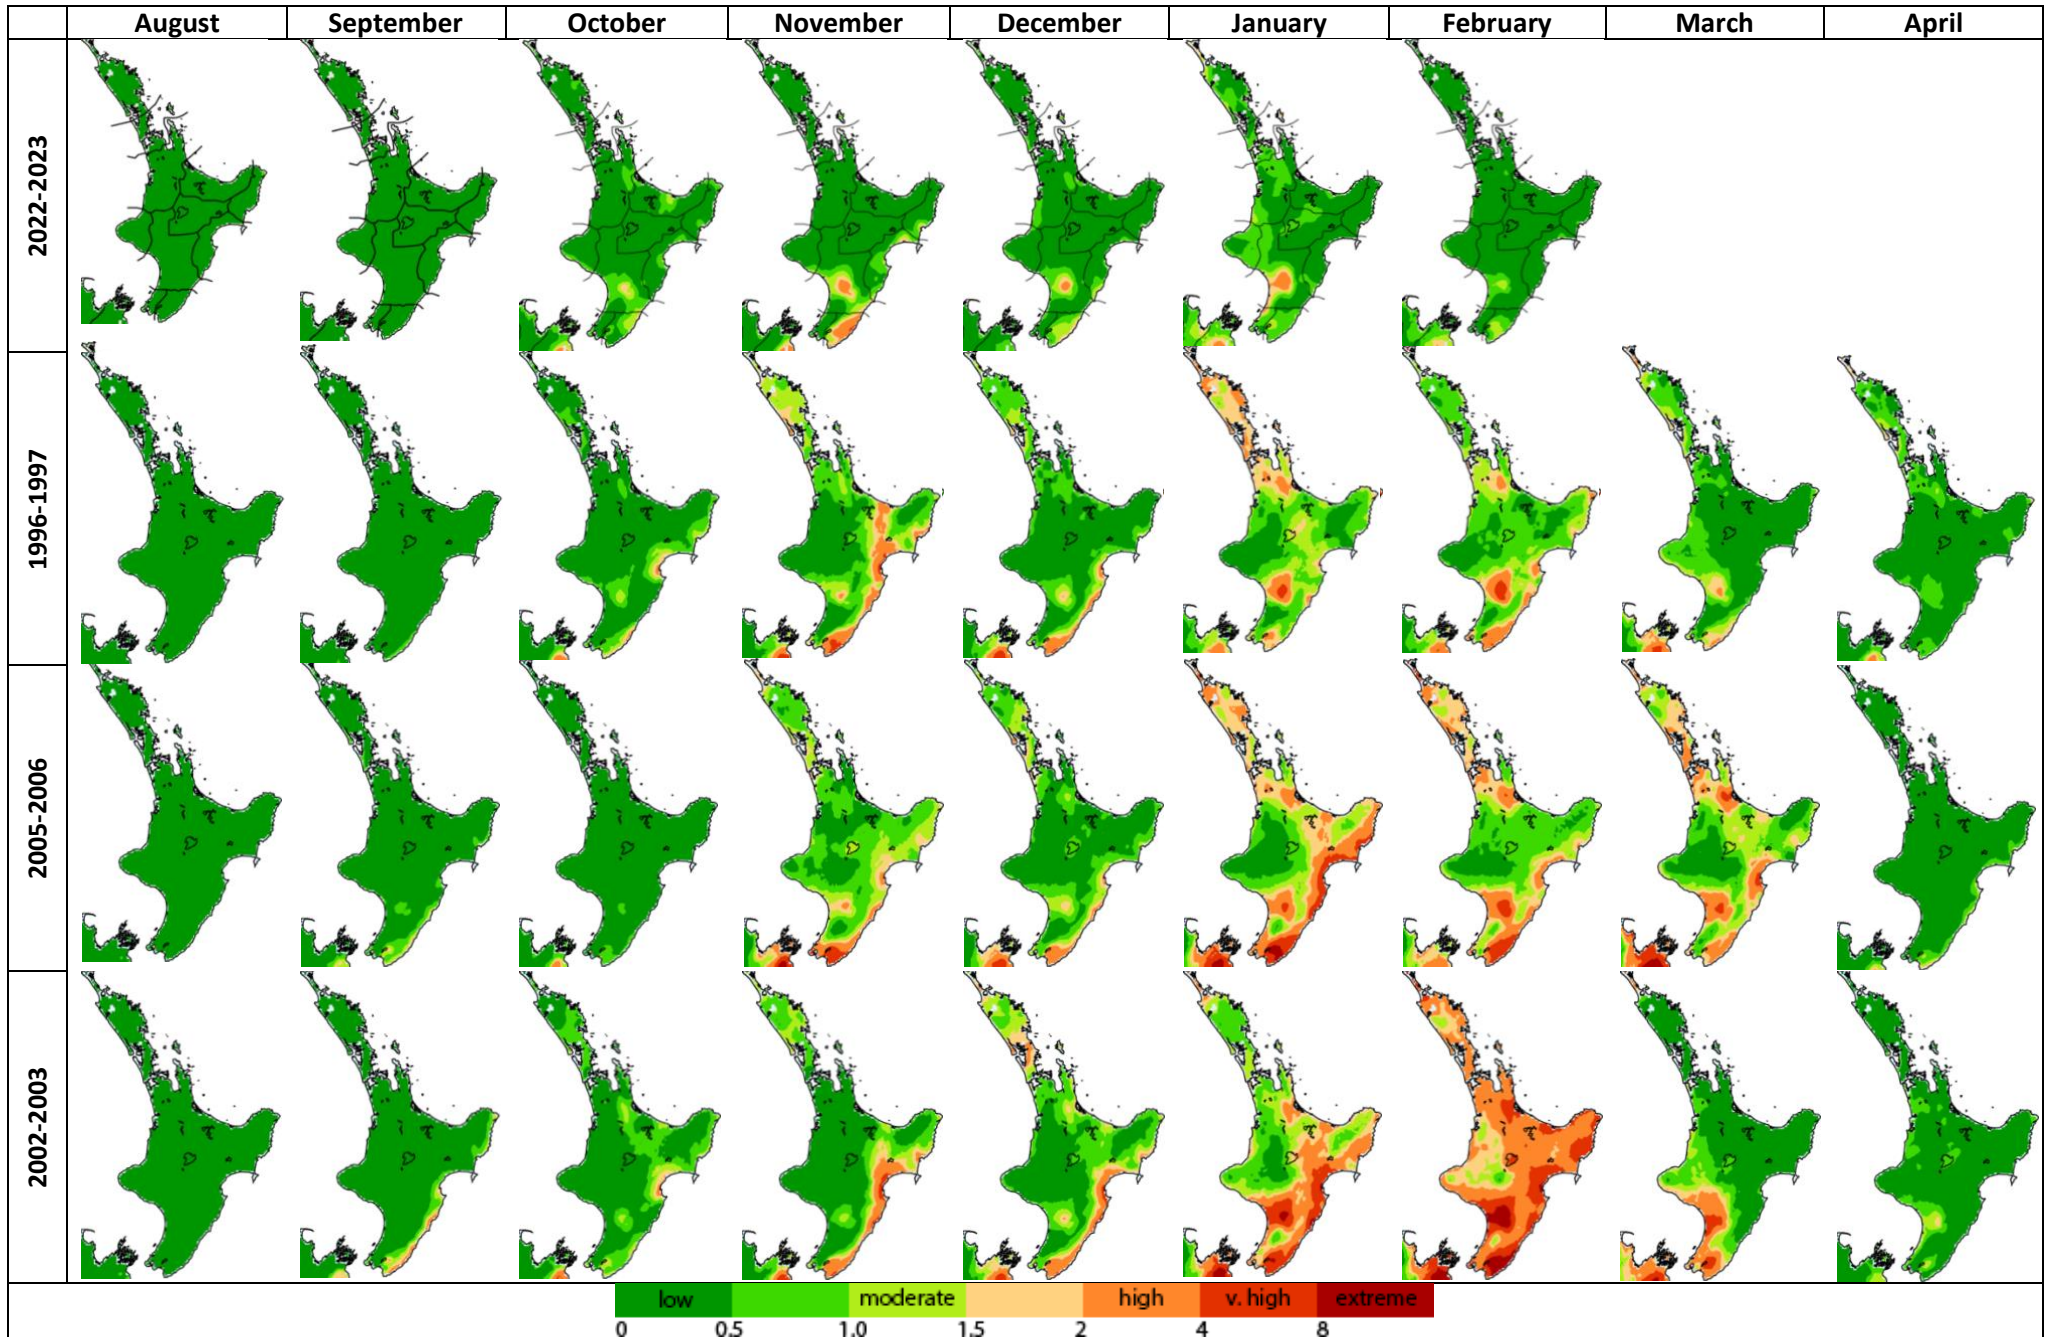 August September October November December January February March April
2022-2023
1996-1997
2005-2006
2002-2003
low moderate high v. high extreme
0 0.5 1.0 1.5 2 4 8